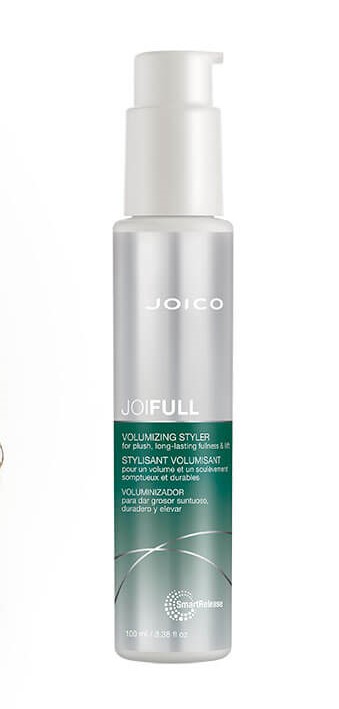 JOICO
JOIFULL
VOLUMIZING STYLER
for plush, long-lasting fullness & lift
STYLISANT VOLUMISANT
pour un volume et un soulèvement
somptueux et durables
VOLUMINIZADOR
para dar grosor suntuoso,
duradero y elevar
SmartRelease
100 ml / 3.38 fl oz